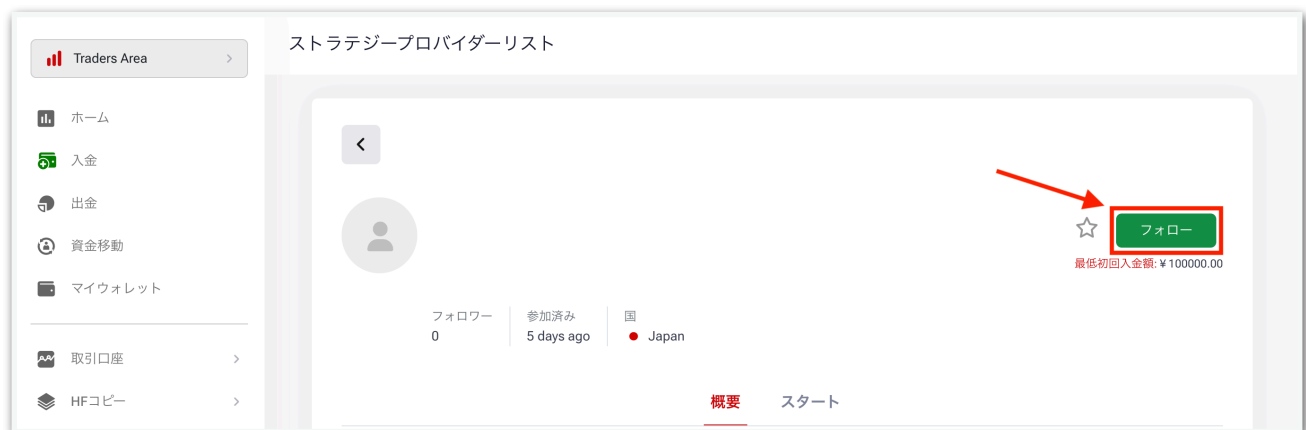 Traders Area
ホーム
入金
出金
資金移動
マイウォレット
取引口座
HFコピー
ストラテジープロバイダーリスト
フォロー
最低初回入金額: ¥ 100000.00
フォロワー
0
参加済み
5 days ago
国
Japan
概要
スタート